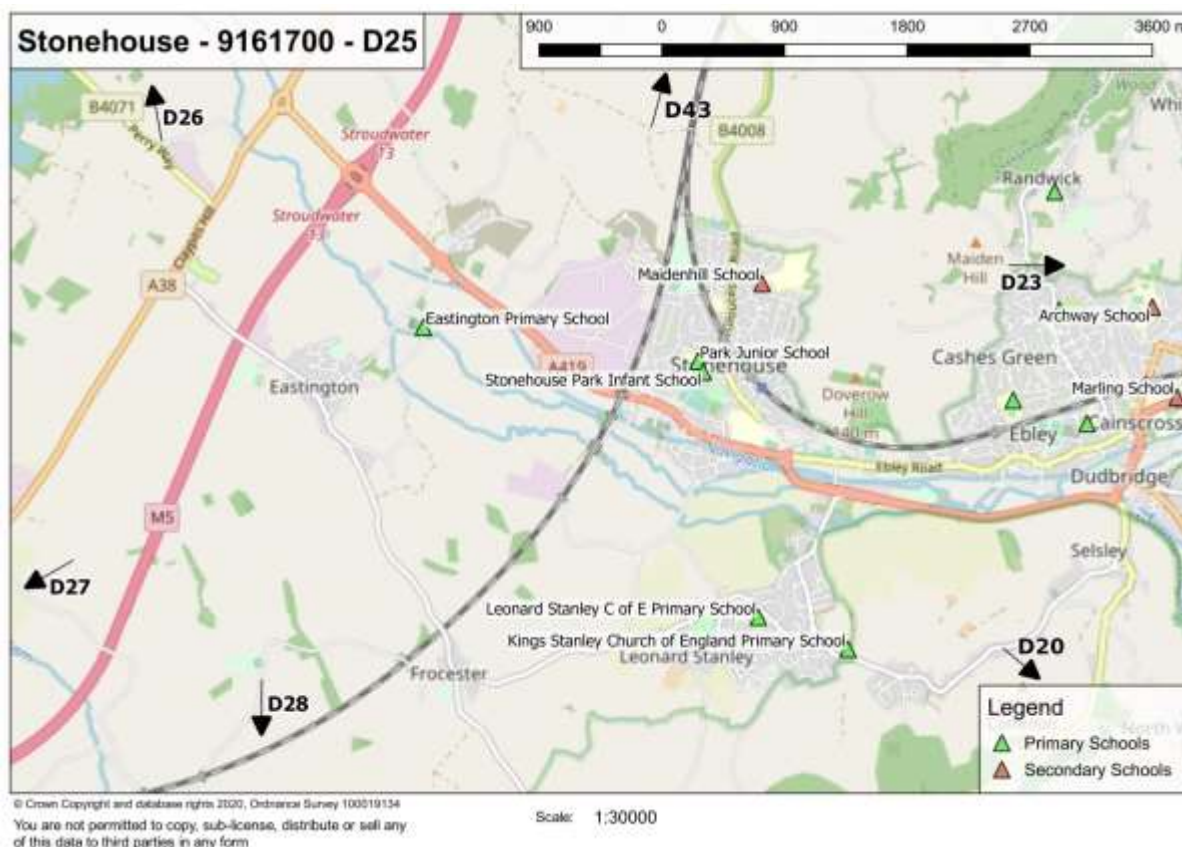 Stonehouse - 9161700 - D25
900 0 900 1800 2700 3600 m
D26
D43
B4071
Perry Way
Stroudwater
13
B4008
Randwick
Stroudwater
13
Claypits Hill
Maiden
Hill
Maidenhill School
D23
A38
Archway School
Eastington Primary School
Park Junior School
Stonehouse
Cashes Green
A419
Stonehouse Park Infant School
Eastington
Doverow
Hill
140 m
Marling School
Ebley
Cainscross
Ebley Road
Dudbridge
M5
Selsley
D27
Leonard Stanley C of E Primary School
Kings Stanley Church of England Primary School
Leonard Stanley
D20
Frocester
D28
Legend
Primary Schools
Secondary Schools
© Crown Copyright and database rights 2020, Ordnance Survey 100019134
You are not permitted to copy, sub-license, distribute or sell any
of this data to third parties in any form
Scale: 1:30000